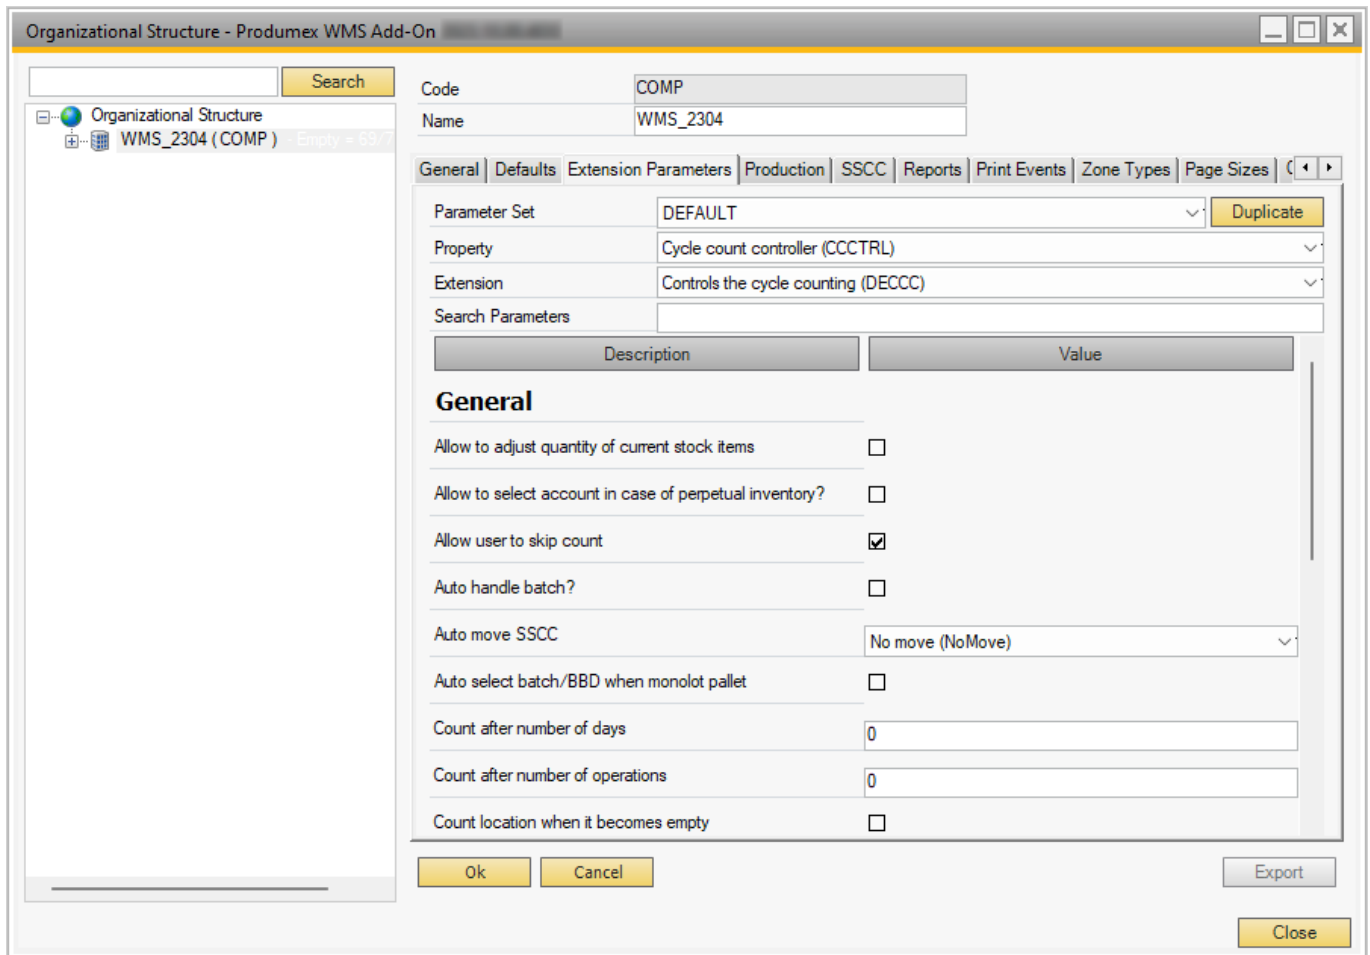 Organizational Structure - Produmex WMS Add-On
Search
Organizational Structure
WMS_2304 ( COMP ) - Empty = 69/7
Code COMP
Name WMS_2304
General Defaults Extension Parameters Production SSCC Reports Print Events Zone Types Page Sizes
Parameter Set DEFAULT Duplicate
Property Cycle count controller (CCCTRL)
Extension Controls the cycle counting (DECCC)
Search Parameters
Description Value
General
Allow to adjust quantity of current stock items
Allow to select account in case of perpetual inventory?
Allow user to skip count
Auto handle batch?
Auto move SSCC No move (NoMove)
Auto select batch/BBD when monolot pallet
Count after number of days 0
Count after number of operations 0
Count location when it becomes empty
Ok Cancel Export
Close